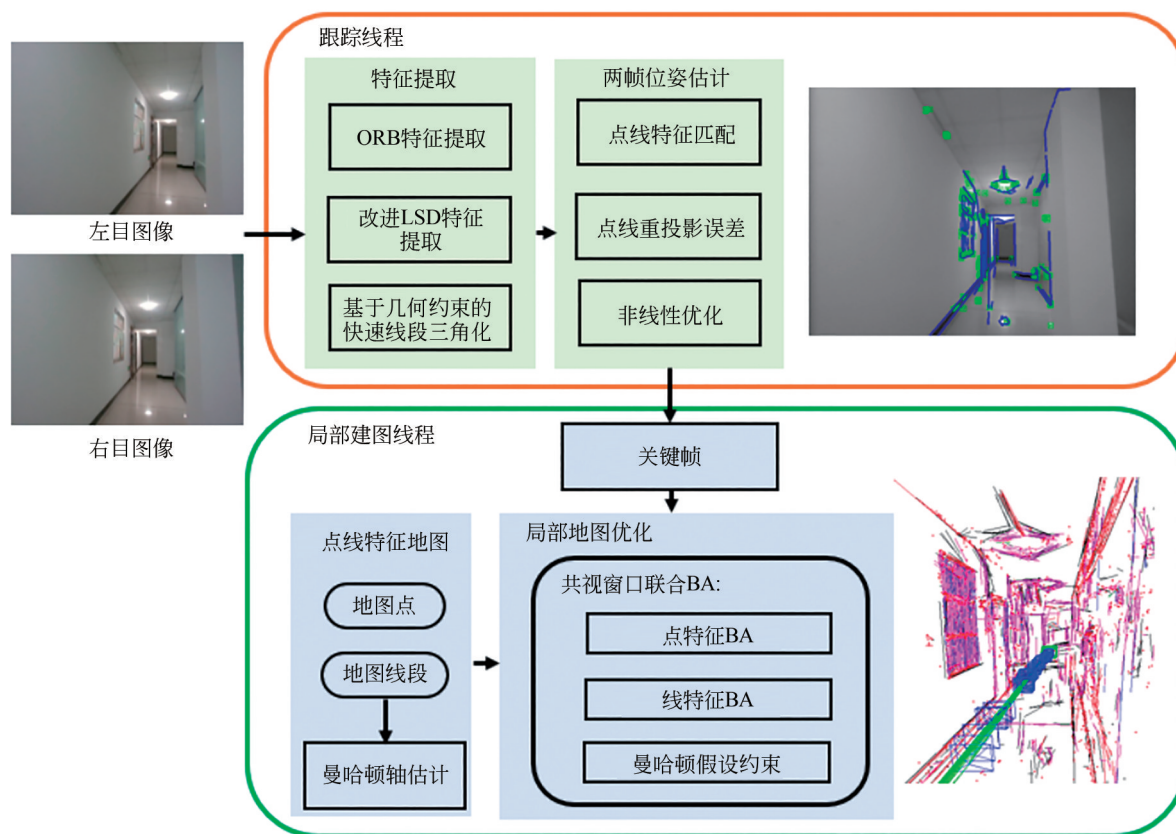 跟踪线程
特征提取
ORB特征提取
改进LSD特征
提取
基于几何约束的
快速线段三角化
两帧位姿估计
点线特征匹配
点线重投影误差
非线性优化
左目图像
右目图像
局部建图线程
关键帧
点线特征地图
地图点
地图线段
曼哈顿轴估计
局部地图优化
共视窗口联合BA:
点特征BA
线特征BA
曼哈顿假设约束